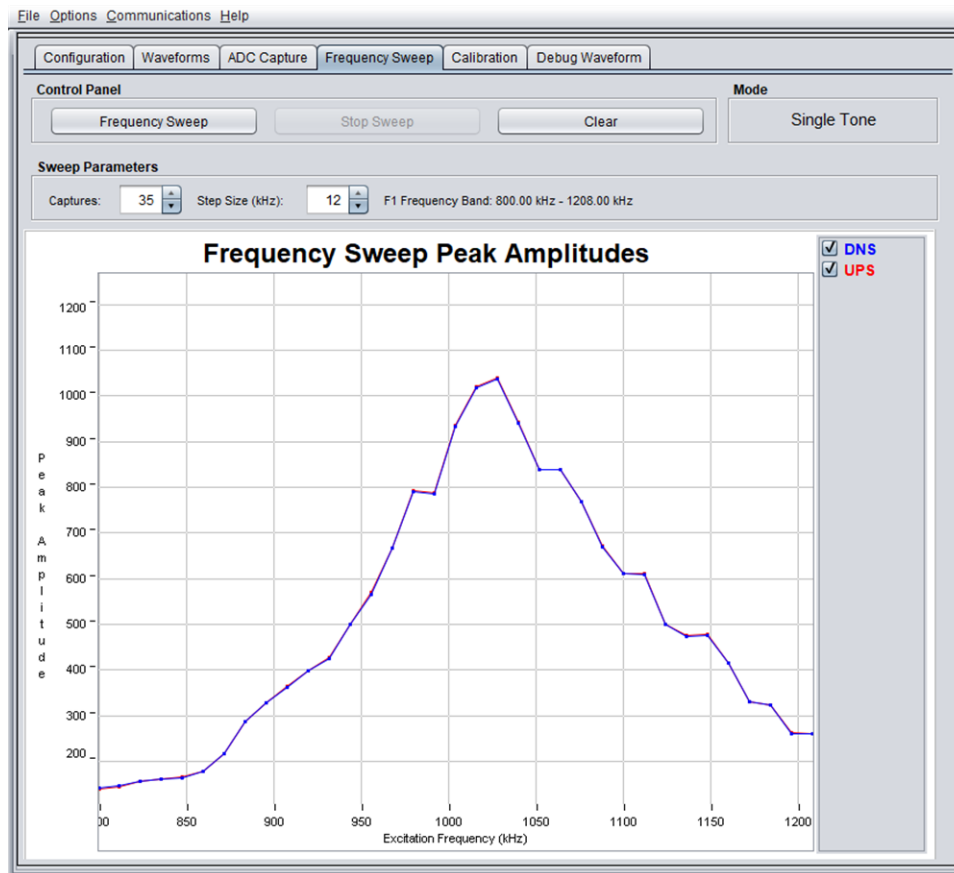 File Options Communications Help
Configuration Waveforms ADC Capture Frequency Sweep Calibration Debug Waveform
Control Panel
Mode
Frequency Sweep Stop Sweep Clear
Single Tone
Sweep Parameters
Captures: 35 Step Size (kHz): 12 F1 Frequency Band: 800.00 kHz - 1208.00 kHz
Frequency Sweep Peak Amplitudes
DNS
UPS
1200
1100
1000
900
800
700
600
500
400
300
200
Peak Amplitude
00 850 900 950 1000 1050 1100 1150 1200
Excitation Frequency (kHz)